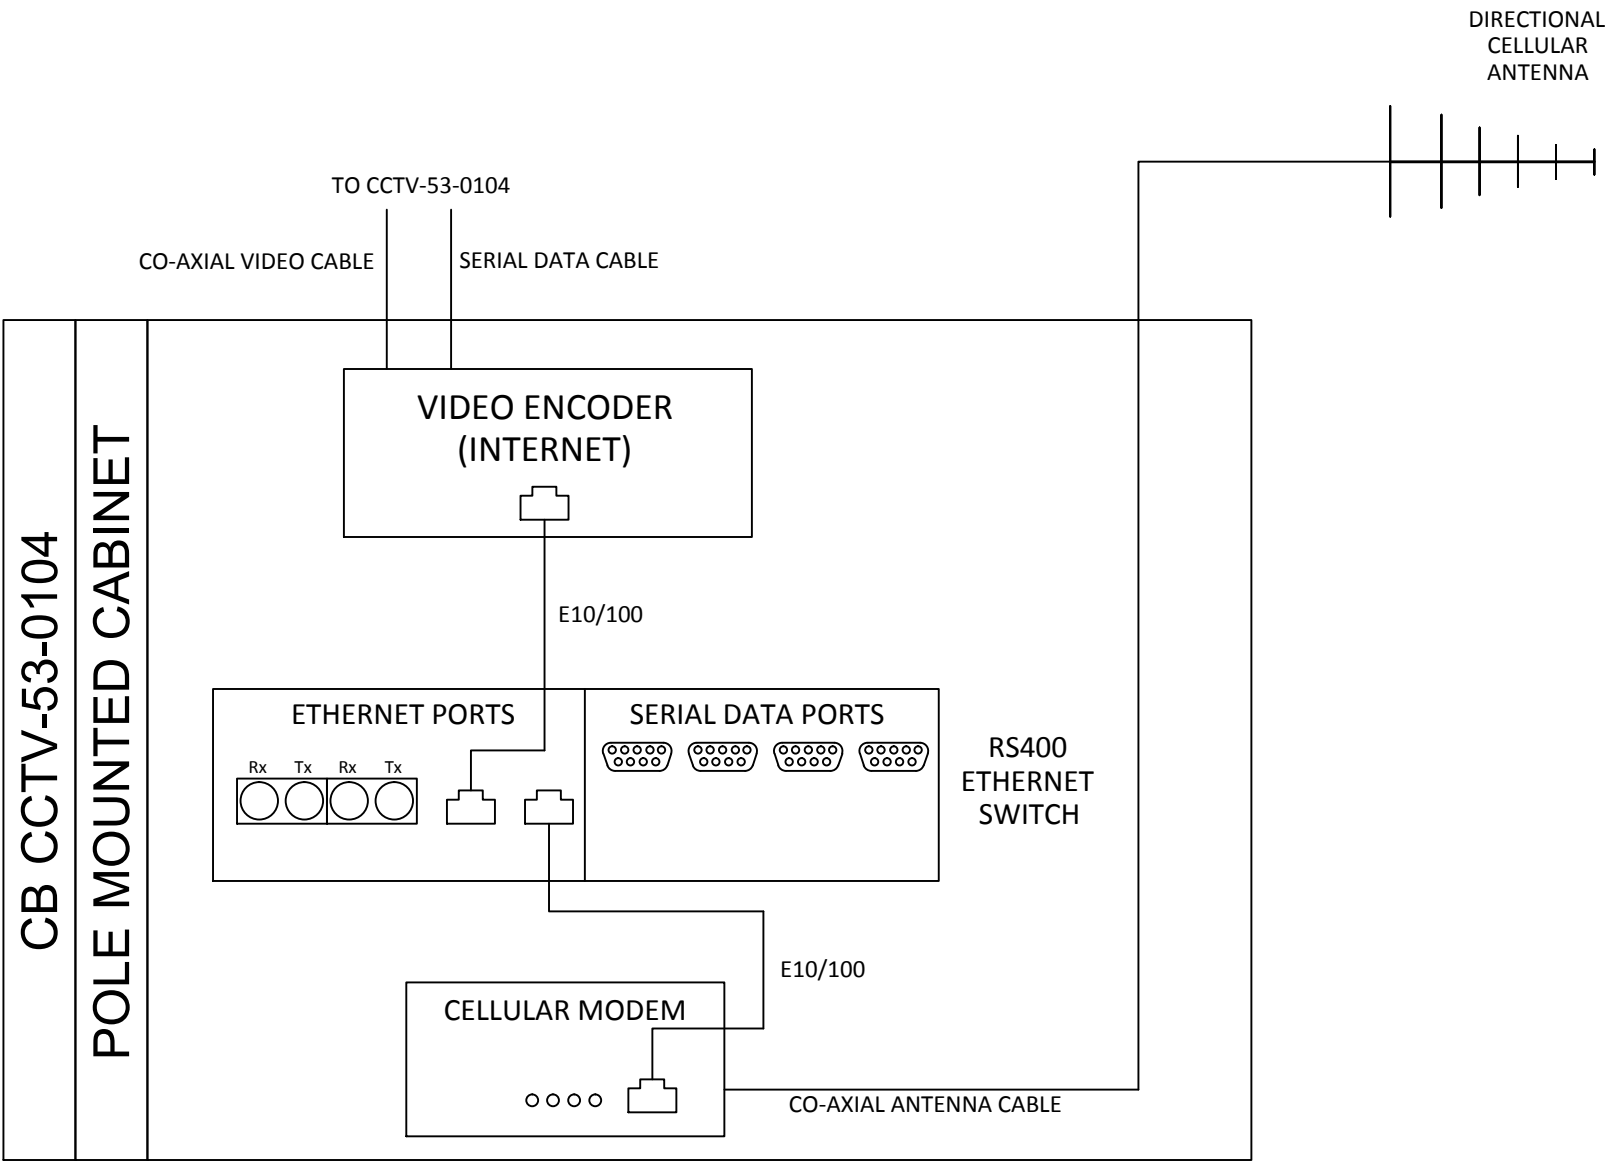 DIRECTIONAL
CELLULAR
ANTENNA
TO CCTV-53-0104
CO-AXIAL VIDEO CABLE
SERIAL DATA CABLE
CB CCTV-53-0104
POLE MOUNTED CABINET
VIDEO ENCODER
(INTERNET)
E10/100
ETHERNET PORTS
SERIAL DATA PORTS
Rx Tx Rx Tx
RS400
ETHERNET
SWITCH
E10/100
CELLULAR MODEM
CO-AXIAL ANTENNA CABLE